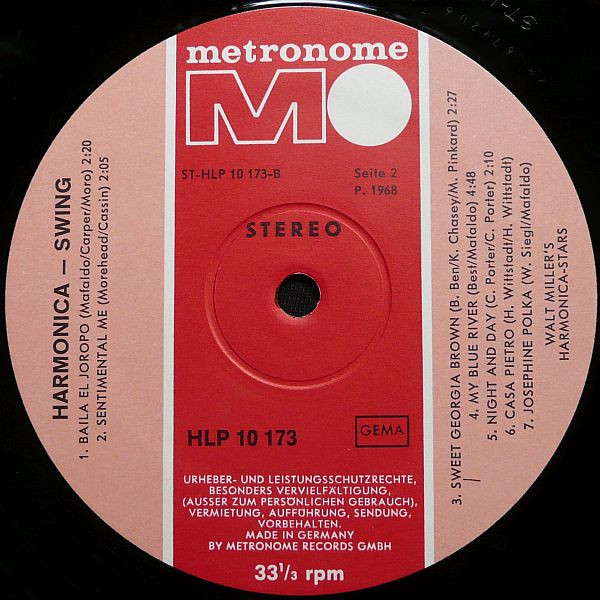 metronome
MO
ST-HLP 10 173-B
Seite 2
P. 1968
STEREO
HLP 10 173
GEMA
URHEBER- UND LEISTUNGSSCHUTZRECHTE,
BESONDERS VERVIELFÄLTIGUNG,
(AUSSER ZUM PERSÖNLICHEN GEBRAUCH),
VERMIETUNG, AUFFÜHRUNG, SENDUNG,
VORBEHALTEN.
MADE IN GERMANY
BY METRONOME RECORDS GMBH
33¹/₃ rpm
HARMONICA – SWING
1. BAILA EL JOROPO (Mafaldo/Carper/Moro) 2:20
2. SENTIMENTAL ME (Morehead/Cassin) 2:05
3. SWEET GEORGIA BROWN (B. Ben/K. Chasey/M. Pinkard) 2:27
4. MY BLUE RIVER (Best/Mafaldo) 4:48
5. NIGHT AND DAY (C. Porter/C. Porter) 2:10
6. CASA PIETRO (H. Wittstadt/H. Wittstadt)
7. JOSEPHINE POLKA (W. Siegl/Mafaldo)
WALT MILLER'S
HARMONICA-STARS